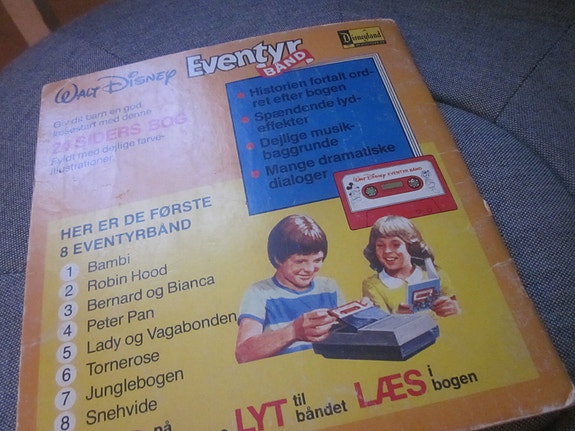 WALT DISNEY
Eventyr
BÅND
Disneyland
Giv dit barn en god
læsestart med denne
24 SIDERS BOG
Fyldt med dejlige farve-
illustrationer
Historien fortalt ord-
ret efter bogen
Spændende lyd-
effekter
Dejlige musik-
baggrunde
Mange dramatiske
dialoger
WALT DISNEY EVENTYR BÅND
HER ER DE FØRSTE
8 EVENTYRBÅND
1 Bambi
2 Robin Hood
3 Bernard og Bianca
4 Peter Pan
5 Lady og Vagabonden
6 Tornerose
7 Junglebogen
8 Snehvide
på
LYT til
båndet
LÆS i
bogen